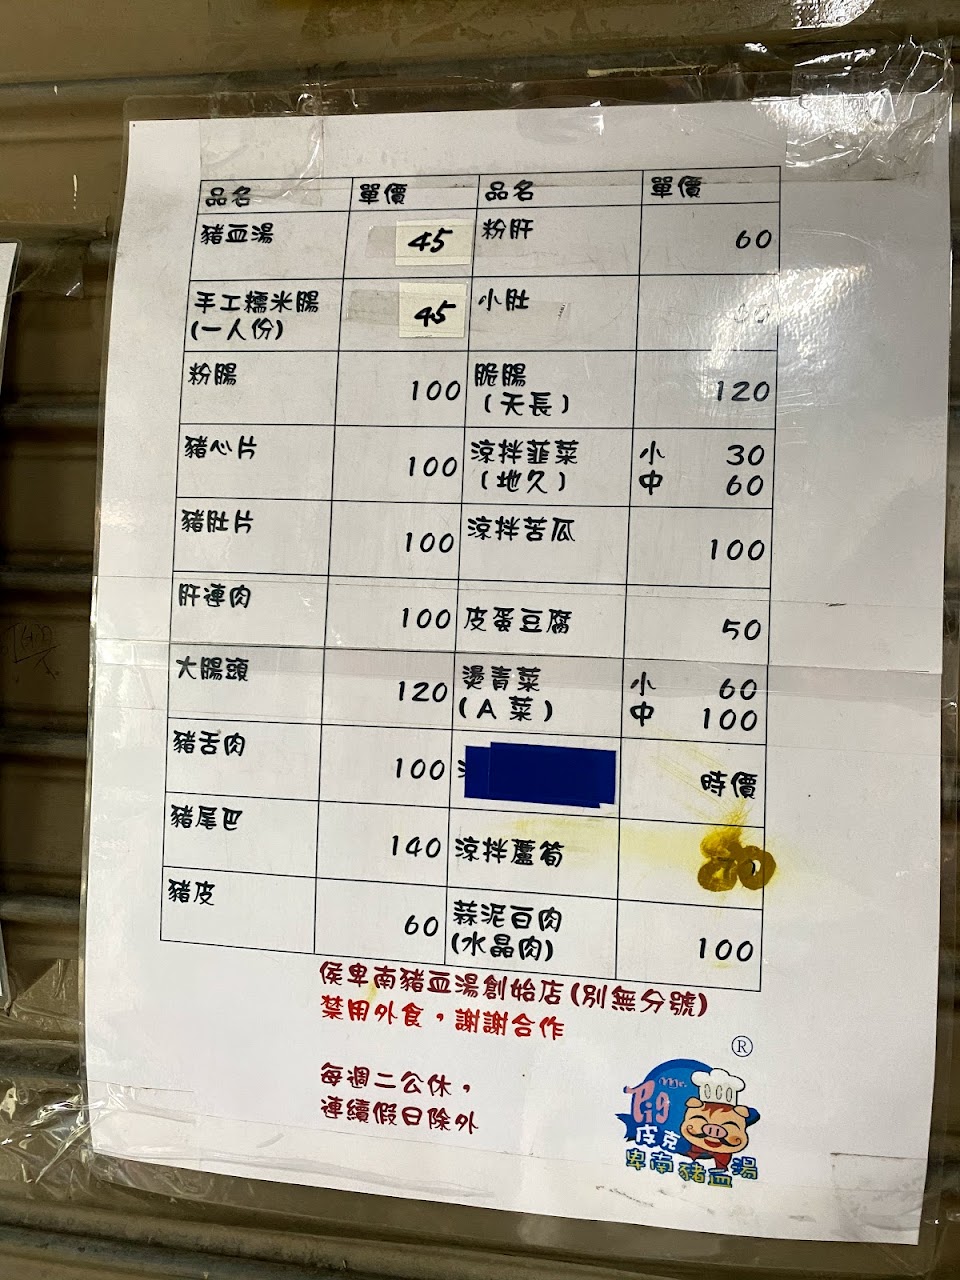 品名 單價 品名 單價
豬血湯 45 粉肝 60
手工糯米腸 45 小肚
(一人份)
粉腸 100 脆腸 120
(天長)
豬心片 100 涼拌韮菜 小 30
(地久) 中 60
豬肚片 100 涼拌苦瓜 100
肝連肉 100 皮蛋豆腐 50
大腸頭 120 燙青菜 小 60
(A菜) 中 100
豬舌肉 100 時價
豬尾巴 140 涼拌蘆筍 80
豬皮 60 蒜泥白肉 100
(水晶肉)
侯卑南豬血湯創始店(別無分號)
禁用外食，謝謝合作
每週二公休，
連續假日除外
®
Mr.
Pig
皮克
卑南豬血湯